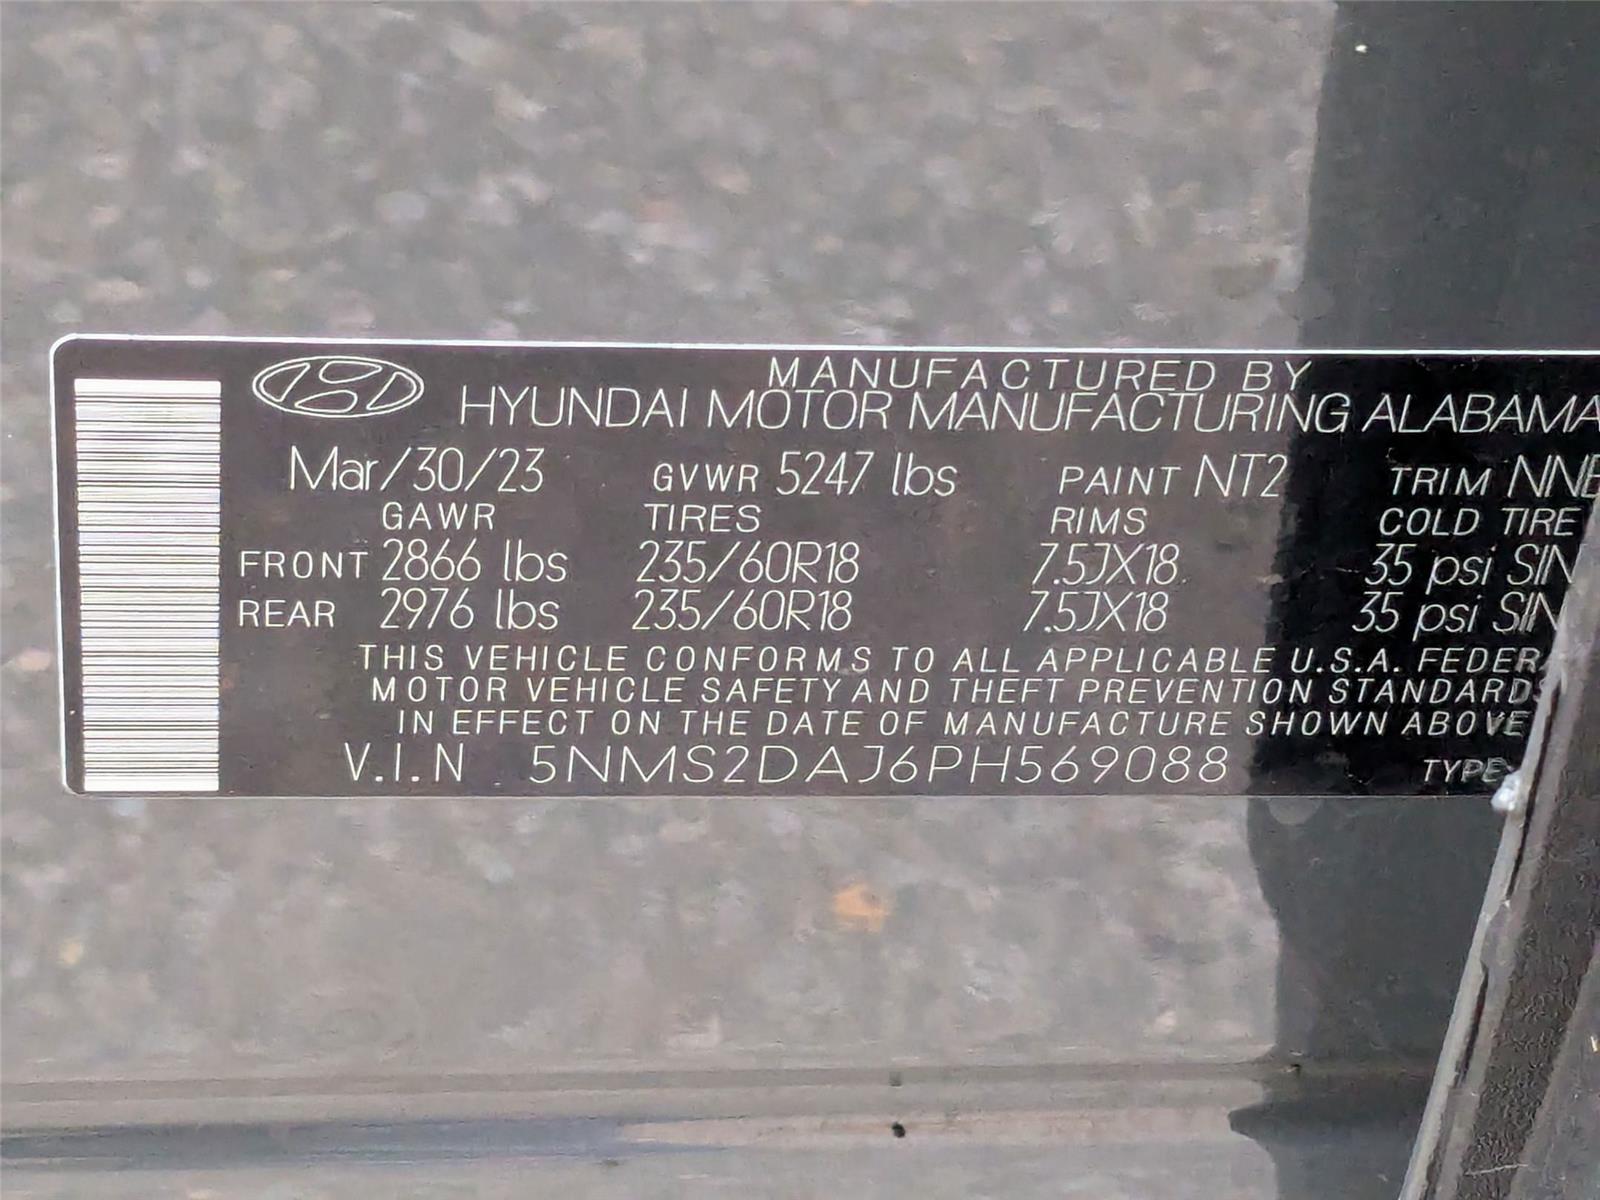 MANUFACTURED BY
HYUNDAI MOTOR MANUFACTURING ALABAMA
Mar/30/23 GVWR 5247 lbs PAINT NT2 TRIM
GAWR TIRES RIMS COLD TIRE
FRONT 2866 lbs 235/60R18 7.5JX18 35 psi
REAR 2976 lbs 235/60R18 7.5JX18 35 psi
THIS VEHICLE CONFORMS TO ALL APPLICABLE U.S.A.
MOTOR VEHICLE SAFETY AND THEFT PREVENTION STANDARDS
IN EFFECT ON THE DATE OF MANUFACTURE SHOWN ABOVE
V.I.N 5NMS2DAJ6PH569088 TYPE